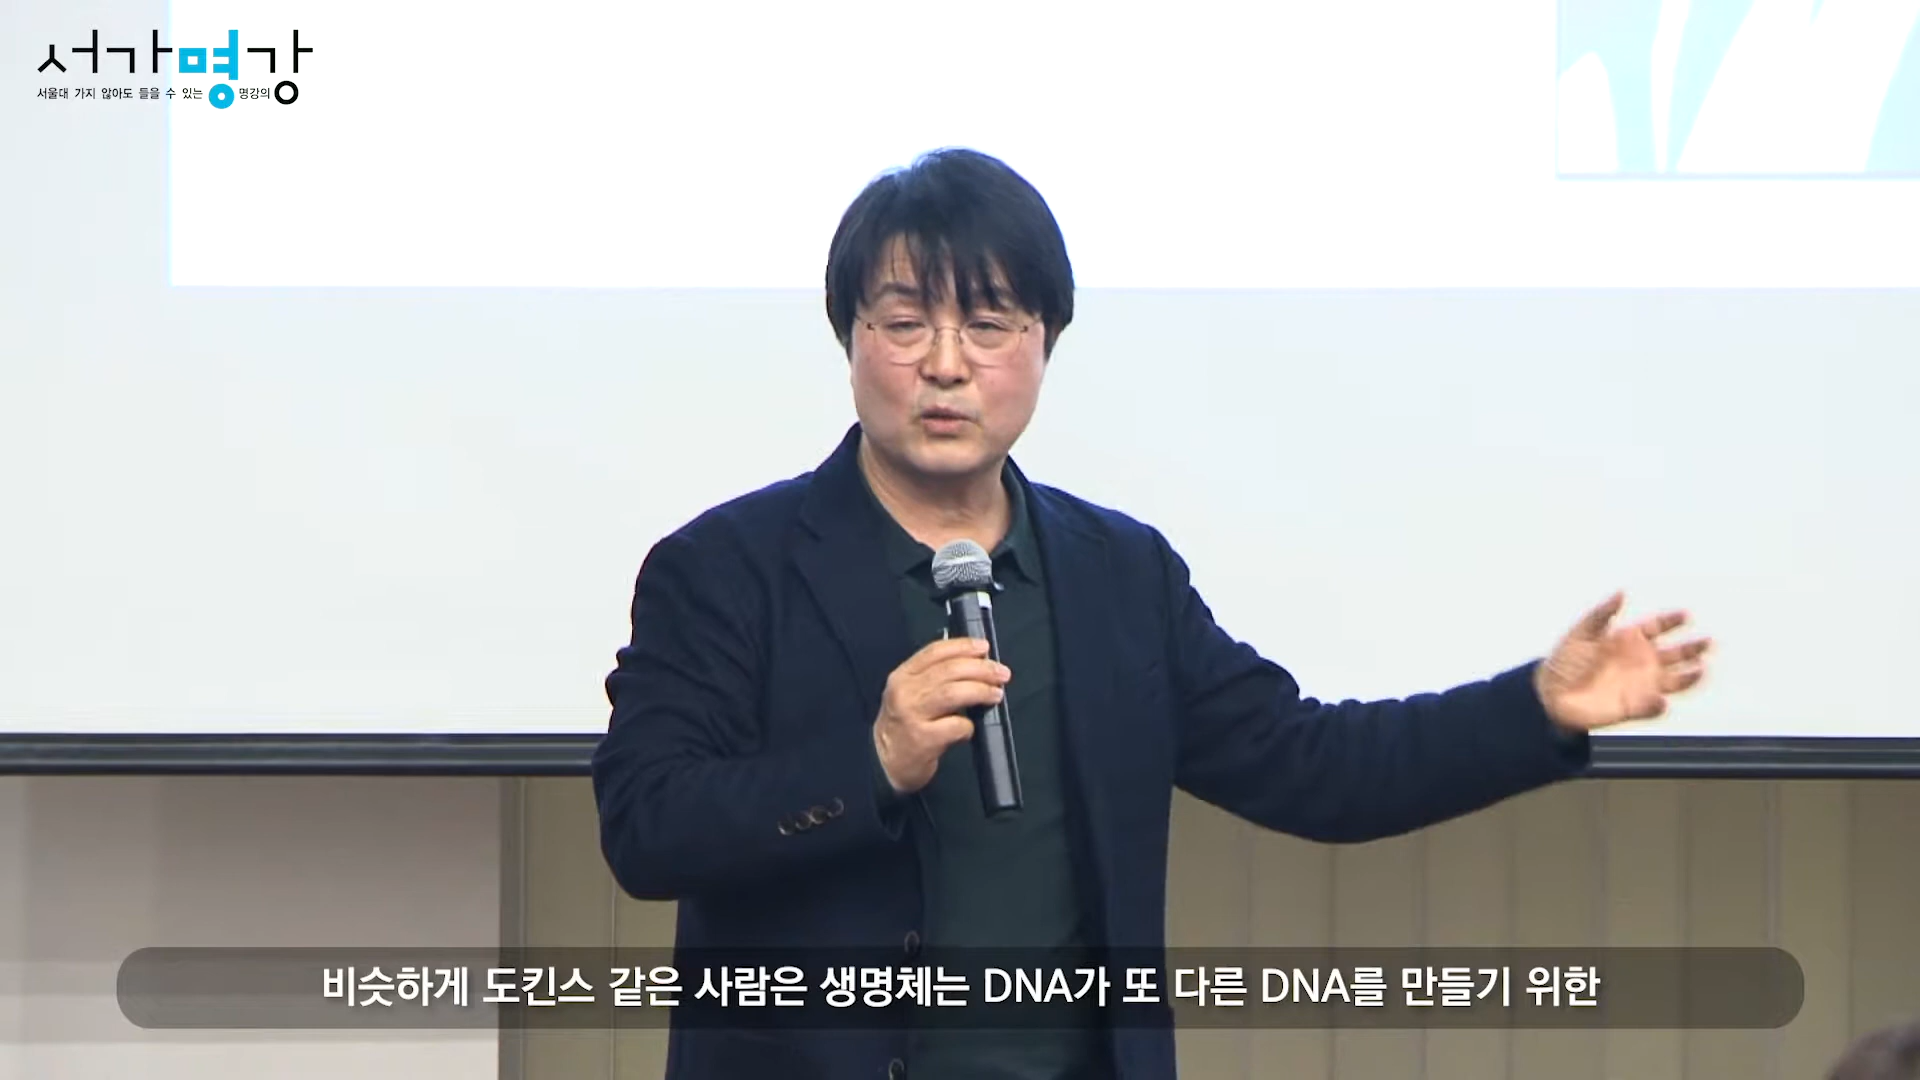 서가명강
서울대 가지 않아도 들을 수 있는 명강의
비슷하게 도킨스 같은 사람은 생명체는 DNA가 또 다른 DNA를 만들기 위한